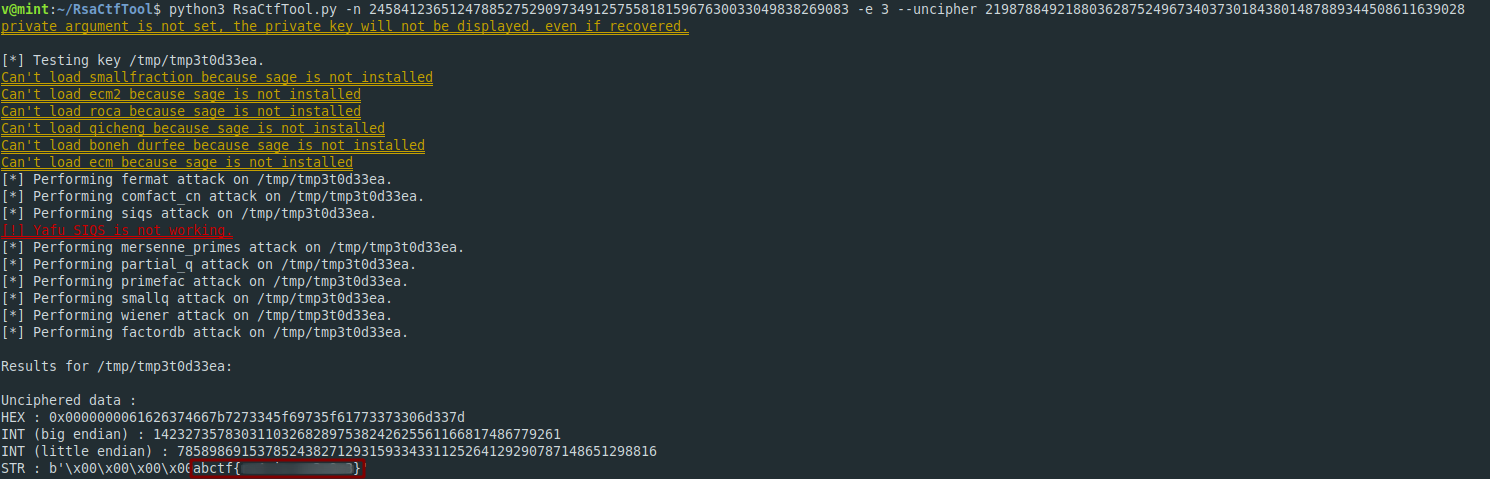 v@mint:~/RsaCtfTool$ python3 RsaCtfTool.py -n 245841236512478852752909734912575581815967630033049838269083 -e 3 --uncipher 219878849218803628752496734037301843801487889344508611639028
private argument is not set, the private key will not be displayed, even if recovered.
[*] Testing key /tmp/tmp3t0d33ea.
Can't load smallfraction because sage is not installed
Can't load ecm2 because sage is not installed
Can't load roca because sage is not installed
Can't load qicheng because sage is not installed
Can't load boneh durfee because sage is not installed
Can't load ecm because sage is not installed
[*] Performing fermat attack on /tmp/tmp3t0d33ea.
[*] Performing comfact_cn attack on /tmp/tmp3t0d33ea.
[*] Performing siqs attack on /tmp/tmp3t0d33ea.
[!] Yafu SIQS is not working.
[*] Performing mersenne_primes attack on /tmp/tmp3t0d33ea.
[*] Performing partial_q attack on /tmp/tmp3t0d33ea.
[*] Performing primefac attack on /tmp/tmp3t0d33ea.
[*] Performing smallq attack on /tmp/tmp3t0d33ea.
[*] Performing wiener attack on /tmp/tmp3t0d33ea.
[*] Performing factordb attack on /tmp/tmp3t0d33ea.
Results for /tmp/tmp3t0d33ea:
Unciphered data :
HEX : 0x0000000061626374667b7273345f69735f61773373306d337d
INT (big endian) : 142327357830311032682897538242625561166817486779261
INT (little endian) : 785898691537852438271293159334331125264129290787148651298816
STR : b'\x00\x00\x00\x00abctf{ }'